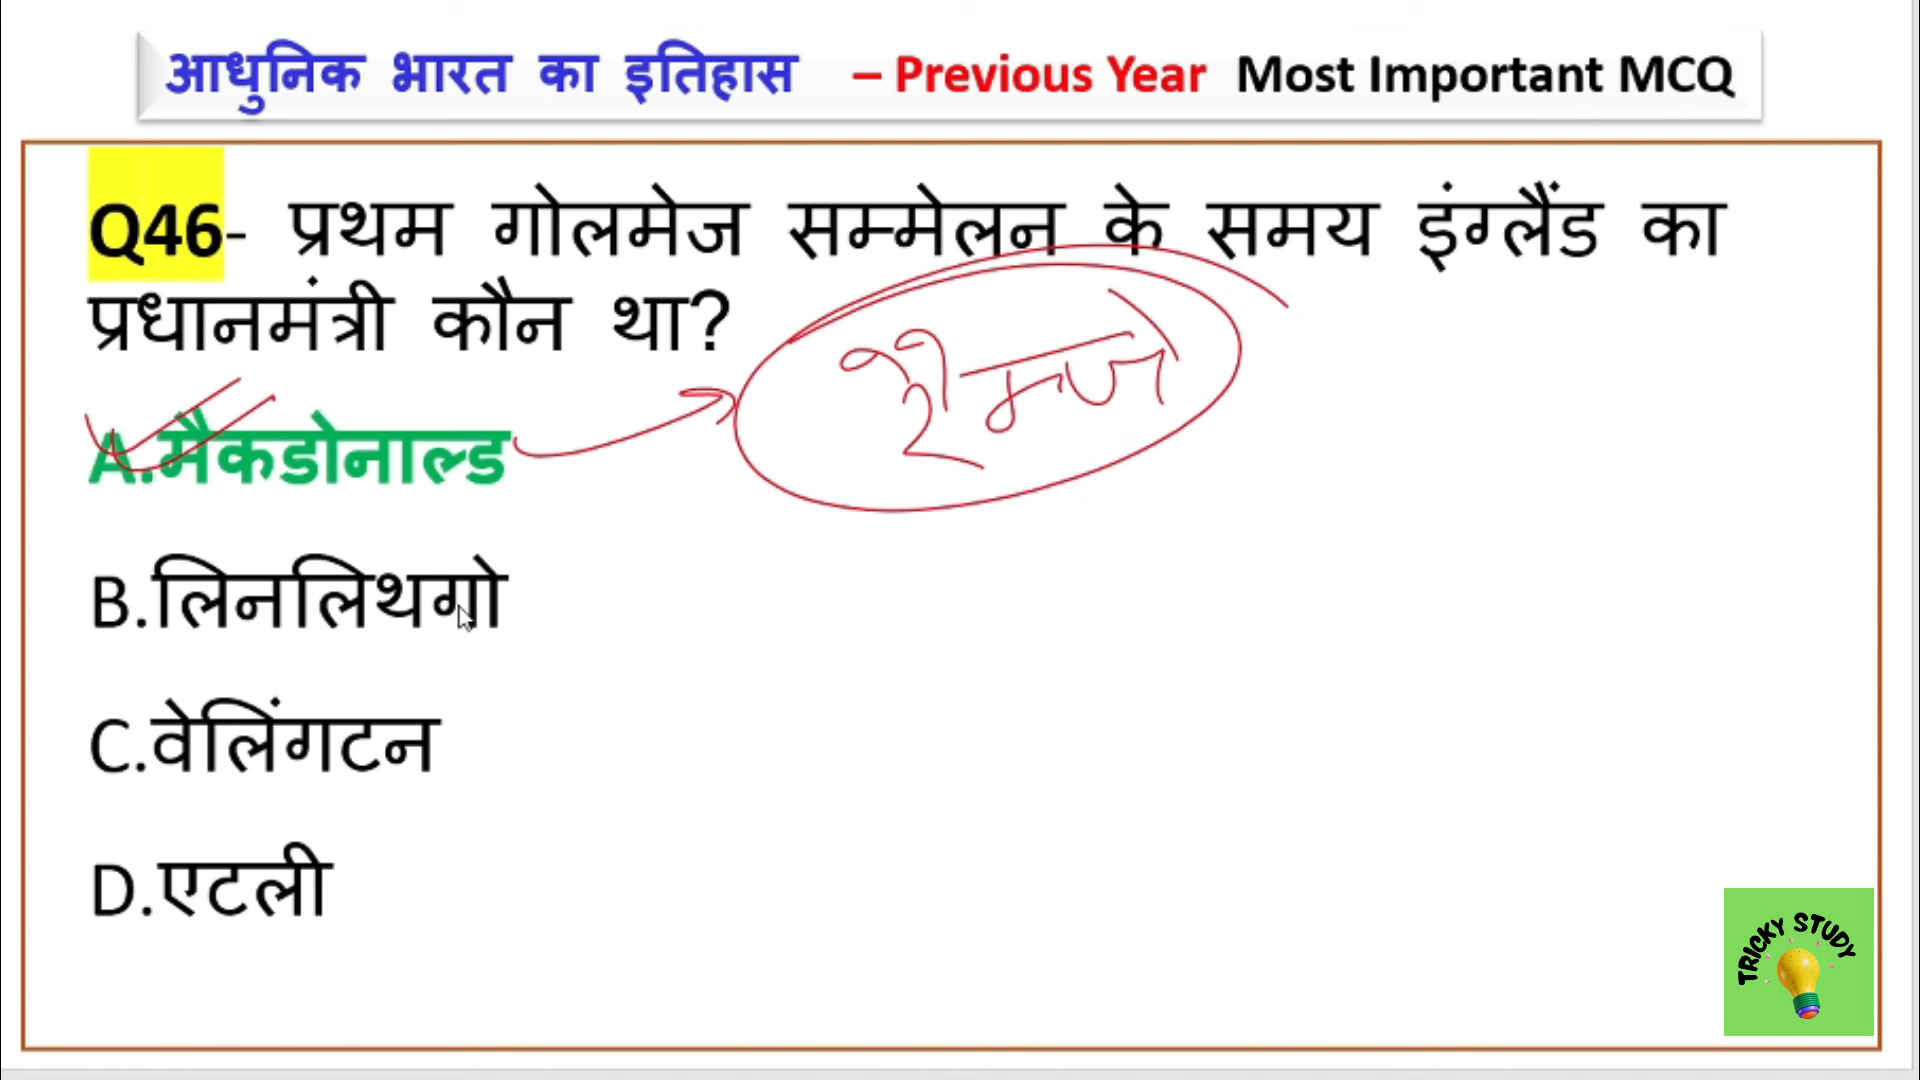 आधुनिक भारत का इतिहास – Previous Year Most Important MCQ
Q46- प्रथम गोलमेज सम्मेलन के समय इंग्लैंड का
प्रधानमंत्री कौन था?
A.मैकडोनाल्ड
B.लिनलिथगो
C.वेलिंगटन
D.एटली
TRICKY STUDY